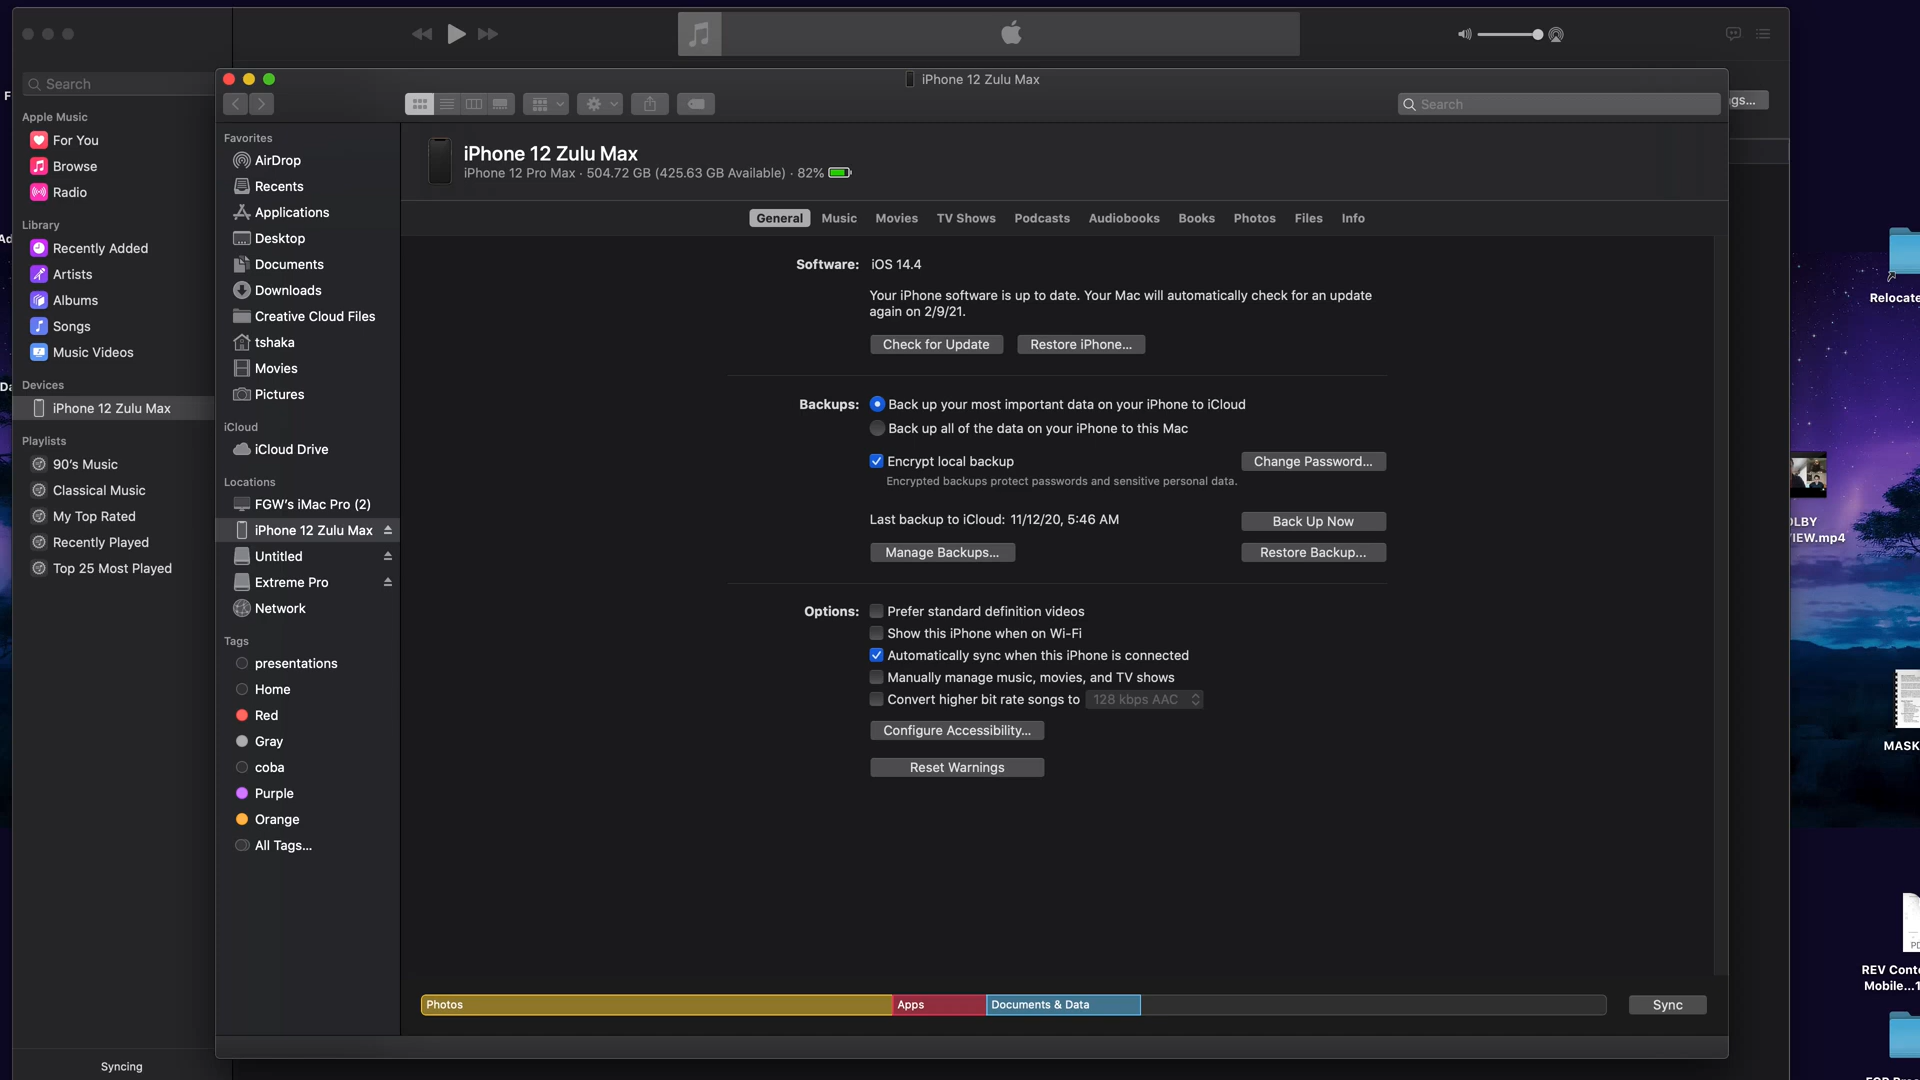 Search
Apple Music
For You
Browse
Radio
Library
Recently Added
Artists
Albums
Songs
Music Videos
Devices
iPhone 12 Zulu Max
Playlists
90's Music
Classical Music
My Top Rated
Recently Played
Top 25 Most Played
Syncing
iPhone 12 Zulu Max
Search
gs...
Favorites
AirDrop
Recents
Applications
Desktop
Documents
Downloads
Creative Cloud Files
tshaka
Movies
Pictures
iCloud
iCloud Drive
Locations
FGW's iMac Pro (2)
iPhone 12 Zulu Max
Untitled
Extreme Pro
Network
Tags
presentations
Home
Red
Gray
coba
Purple
Orange
All Tags...
iPhone 12 Zulu Max
iPhone 12 Pro Max · 504.72 GB (425.63 GB Available) · 82%
General Music Movies TV Shows Podcasts Audiobooks Books Photos Files Info
Software: iOS 14.4
Your iPhone software is up to date. Your Mac will automatically check for an update
again on 2/9/21.
Check for Update Restore iPhone...
Backups: Back up your most important data on your iPhone to iCloud
Back up all of the data on your iPhone to this Mac
Encrypt local backup Change Password...
Encrypted backups protect passwords and sensitive personal data.
Last backup to iCloud: 11/12/20, 5:46 AM Back Up Now
Manage Backups... Restore Backup...
Options: Prefer standard definition videos
Show this iPhone when on Wi-Fi
Automatically sync when this iPhone is connected
Manually manage music, movies, and TV shows
Convert higher bit rate songs to 128 kbps AAC
Configure Accessibility...
Reset Warnings
Photos Apps Documents & Data Sync
Relocate
LBY
IEW.mp4
MASK
REV Conte
Mobile...1